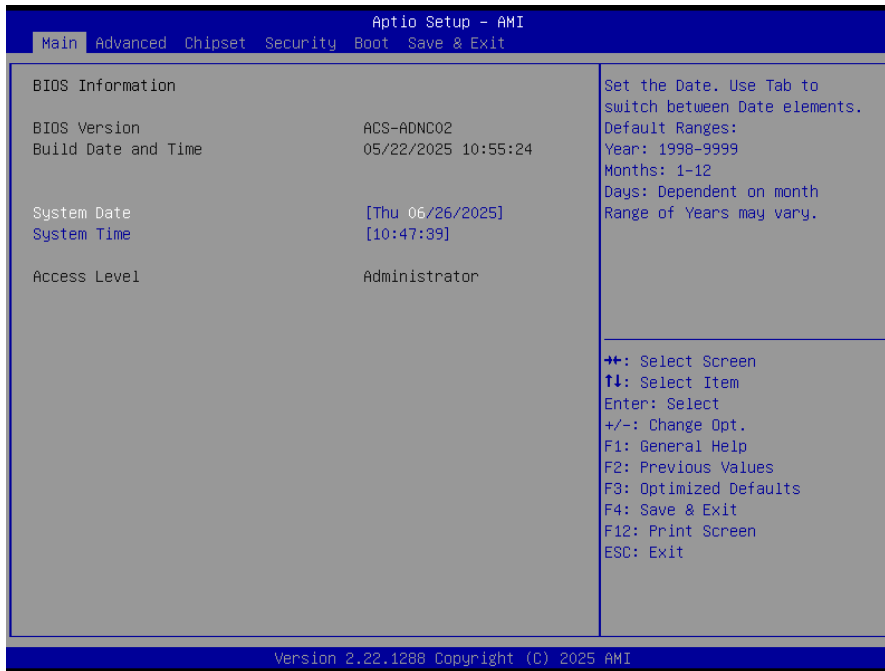 Aptio Setup - AMI
Main Advanced Chipset Security Boot Save & Exit
BIOS Information
BIOS Version ACS-ADNC02
Build Date and Time 05/22/2025 10:55:24
System Date [Thu 06/26/2025]
System Time [10:47:39]
Access Level Administrator
Set the Date. Use Tab to
switch between Date elements.
Default Ranges:
Year: 1998-9999
Months: 1-12
Days: Dependent on month
Range of Years may vary.
→←: Select Screen
↑↓: Select Item
Enter: Select
+/-: Change Opt.
F1: General Help
F2: Previous Values
F3: Optimized Defaults
F4: Save & Exit
F12: Print Screen
ESC: Exit
Version 2.22.1288 Copyright (C) 2025 AMI